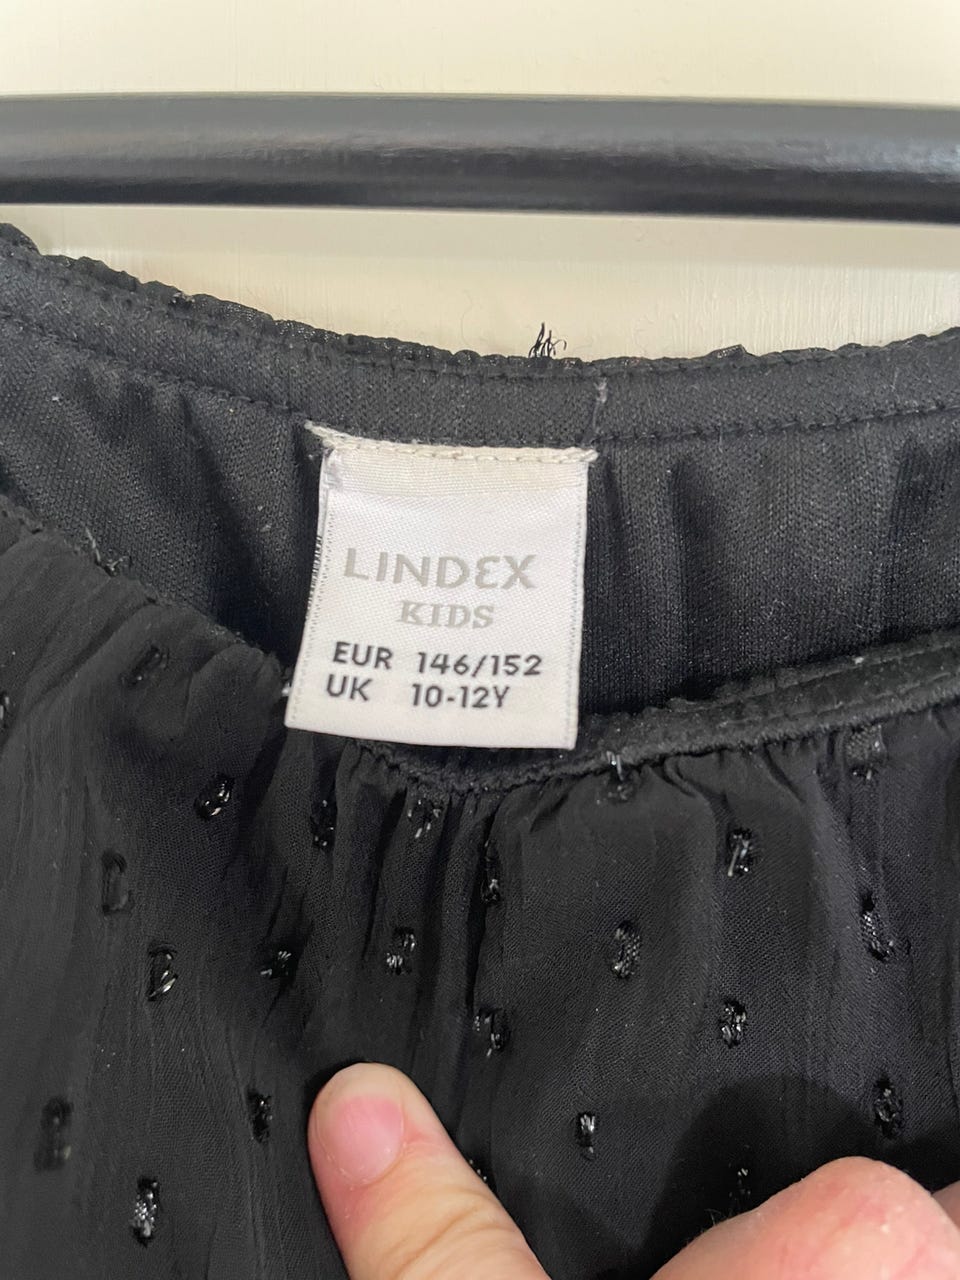 LINDEX
KIDS
EUR 146/152
UK 10-12Y